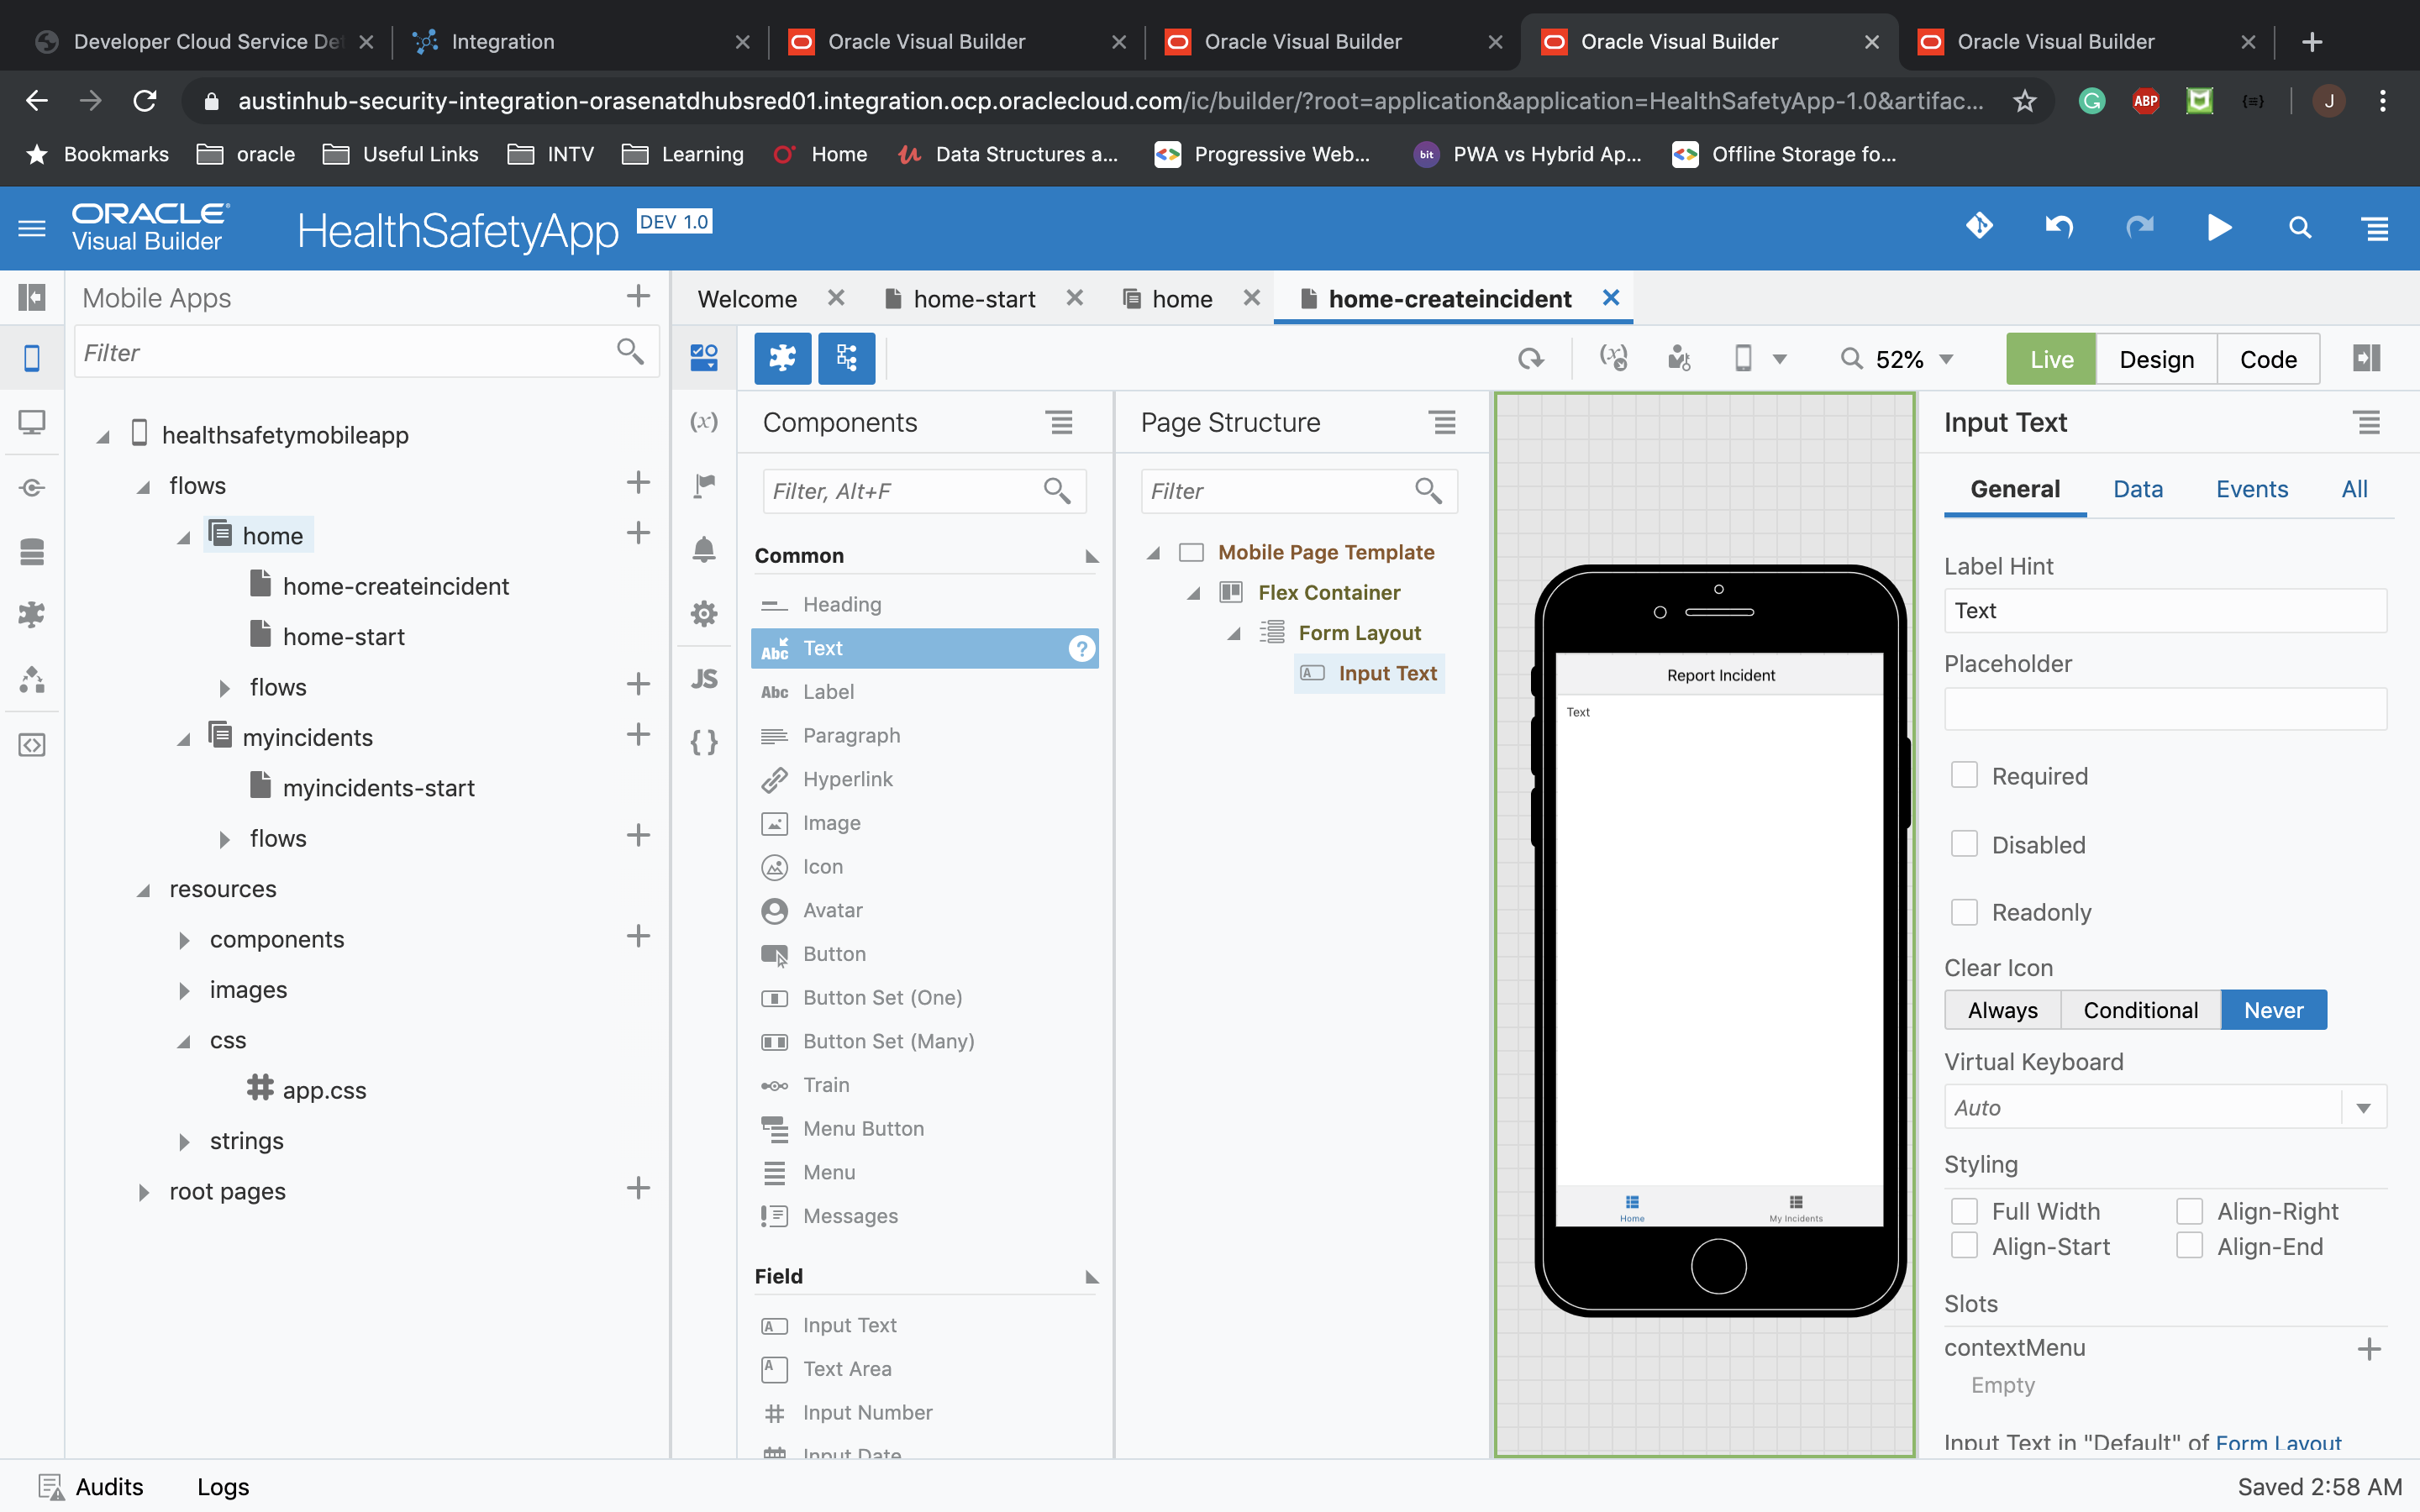 Developer Cloud Service Det
Integration
Oracle Visual Builder
Oracle Visual Builder
Oracle Visual Builder
Oracle Visual Builder
austinhub-security-integration-orasenatdhubsred01.integration.ocp.oraclecloud.com/ic/builder/?root=application&application=HealthSafetyApp-1.0&artifac...
ABP
J
Bookmarks
oracle
Useful Links
INTV
Learning
Home
Data Structures a...
Progressive Web...
bit
PWA vs Hybrid Ap...
Offline Storage fo...
ORACLE
Visual Builder
HealthSafetyApp
DEV 1.0
Mobile Apps
Filter
healthsafetymobileapp
flows
home
home-createincident
home-start
flows
myincidents
myincidents-start
flows
resources
components
images
css
app.css
strings
root pages
Welcome
home-start
home
home-createincident
52%
Live
Design
Code
(x)
JS
{ }
Components
Filter, Alt+F
Common
Heading
Abc Text ?
Abc Label
Paragraph
Hyperlink
Image
Icon
Avatar
Button
Button Set (One)
Button Set (Many)
Train
Menu Button
Menu
Messages
Field
Input Text
Text Area
Input Number
Input Date
Page Structure
Filter
Mobile Page Template
Flex Container
Form Layout
Input Text
Report Incident
Text
Home
My Incidents
Input Text
General
Data
Events
All
Label Hint
Text
Placeholder
Required
Disabled
Readonly
Clear Icon
Always
Conditional
Never
Virtual Keyboard
Auto
Styling
Full Width
Align-Right
Align-Start
Align-End
Slots
contextMenu
Empty
Input Text in "Default" of Form Layout
Audits
Logs
Saved 2:58 AM